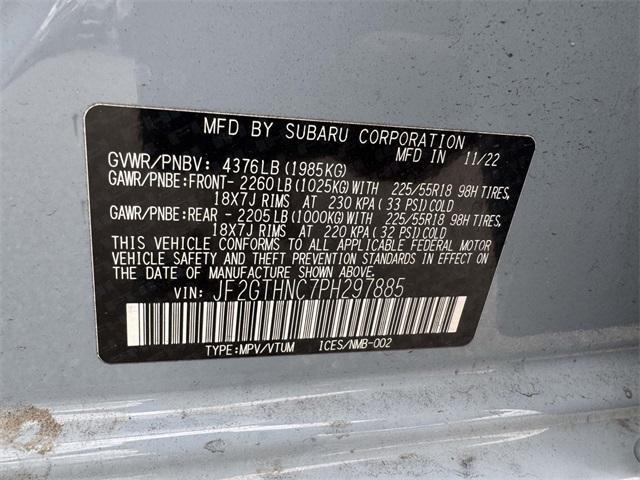 MFD BY SUBARU CORPORATION
GVWR/PNBV: 4376LB (1985KG) MFD IN 11/22
GAWR/PNBE:FRONT- 2260LB (1025KG) WITH 225/55R18 98H TIRES,
18X7J RIMS AT 230 KPA (33 PSI) COLD
GAWR/PNBE:REAR - 2205LB (1000KG) WITH 225/55R18 98H TIRES,
18X7J RIMS AT 220 KPA (32 PSI) COLD
THIS VEHICLE CONFORMS TO ALL APPLICABLE FEDERAL MOTOR
VEHICLE SAFETY AND THEFT PREVENTION STANDARDS IN EFFECT
ON THE DATE OF MANUFACTURE SHOWN ABOVE.
VIN: JF2GTHNC7PH297885
TYPE:MPV/VTUM ICES/NMB-002